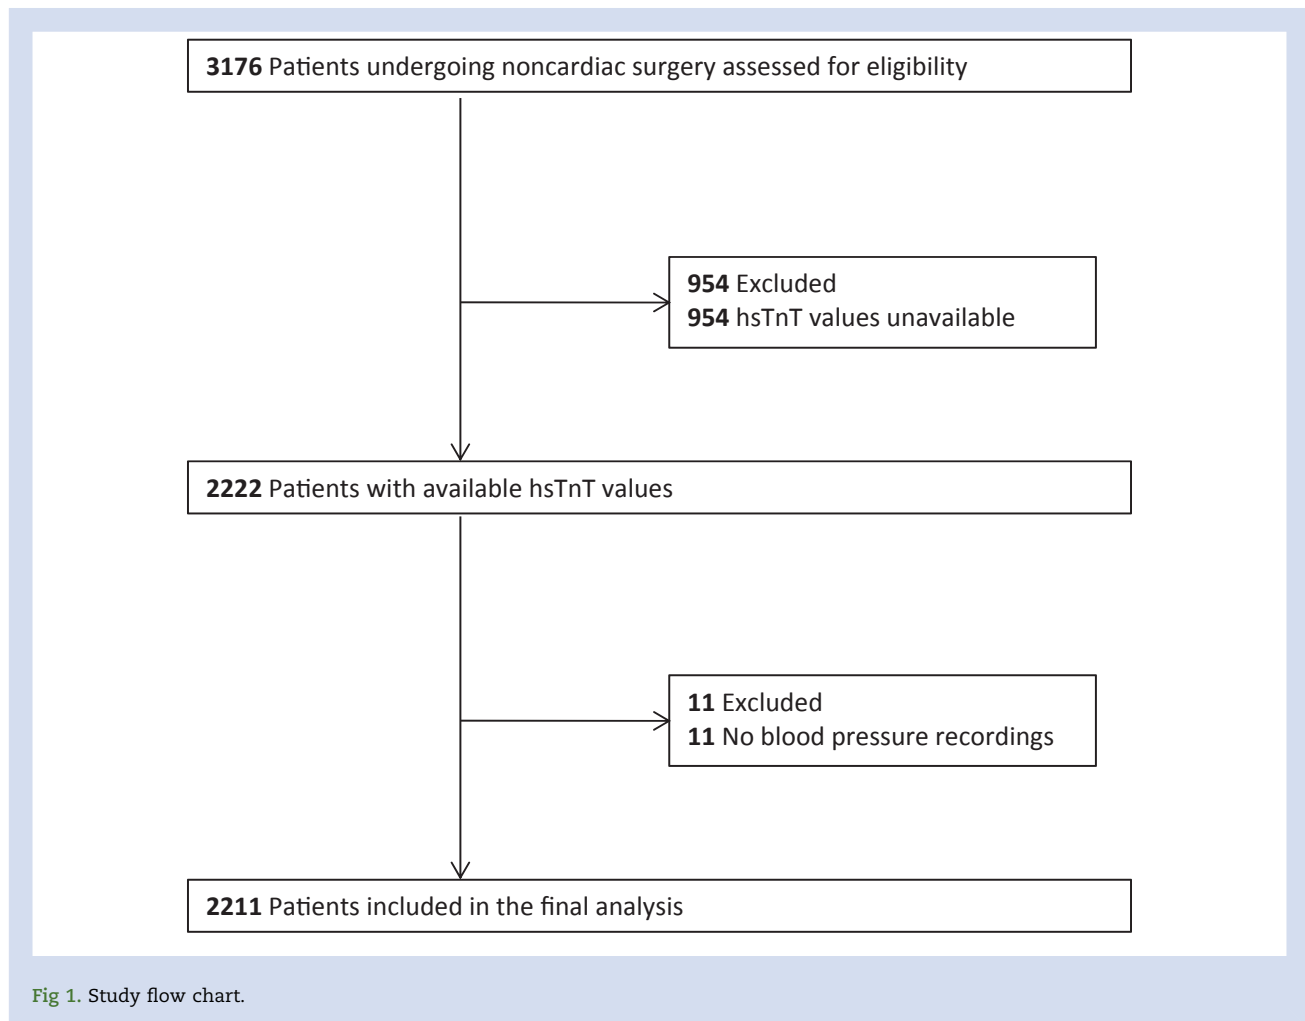 3176 Patients undergoing noncardiac surgery assessed for eligibility
954 Excluded
954 hsTnT values unavailable
2222 Patients with available hsTnT values
11 Excluded
11 No blood pressure recordings
2211 Patients included in the final analysis
Fig 1. Study flow chart.